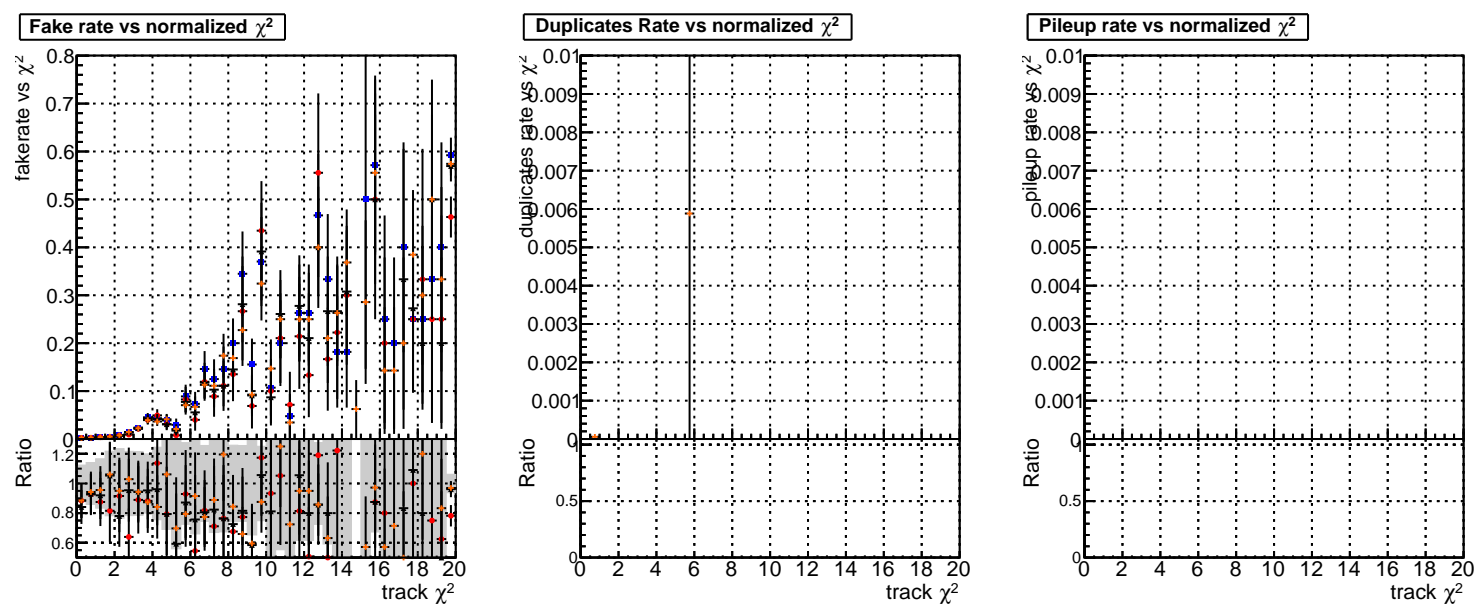 Fake rate vs normalized χ²
fakerate vs χ²
0.8
0.7
0.6
0.5
0.4
0.3
0.2
0.1
0
Ratio
1.2
1
0.8
0.6
0 2 4 6 8 10 12 14 16 18 20
track χ²
Duplicates Rate vs normalized χ²
duplicates rate vs χ²
0.01
0.009
0.008
0.007
0.006
0.005
0.004
0.003
0.002
0.001
0
Ratio
1
0.5
0
0 2 4 6 8 10 12 14 16 18 20
track χ²
Pileup rate vs normalized χ²
pileup rate vs χ²
0.01
0.009
0.008
0.007
0.006
0.005
0.004
0.003
0.002
0.001
0
Ratio
1
0.5
0
0 2 4 6 8 10 12 14 16 18 20
track χ²